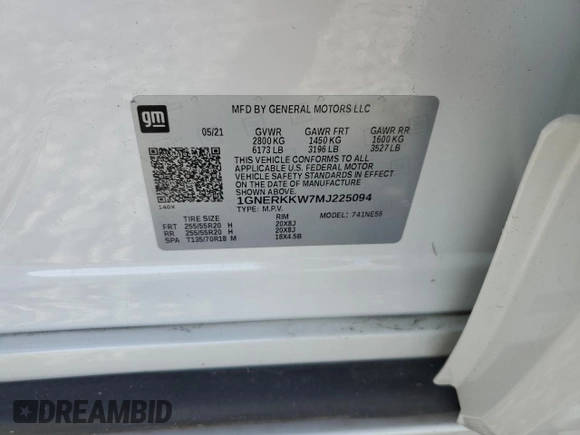 gm
MFD BY GENERAL MOTORS LLC
05/21 GVWR GAWR FRT GAWR RR
2800 KG 1450 KG 1600 KG
6173 LB 3196 LB 3527 LB
THIS VEHICLE CONFORMS TO ALL
APPLICABLE U.S. FEDERAL MOTOR
VEHICLE SAFETY STANDARDS IN EFFECT
ON THE DATE OF MANUFACTURE
SHOWN ABOVE.
1GNERKKW7MJ225094
TYPE: M.P.V. MODEL: 741NE56
TIRE SIZE RIM
FRT 255/55R20 H 20X8J
RR 255/55R20 H 20X8J
SPA T135/70R18 M 18X4.5B
DREAMBID